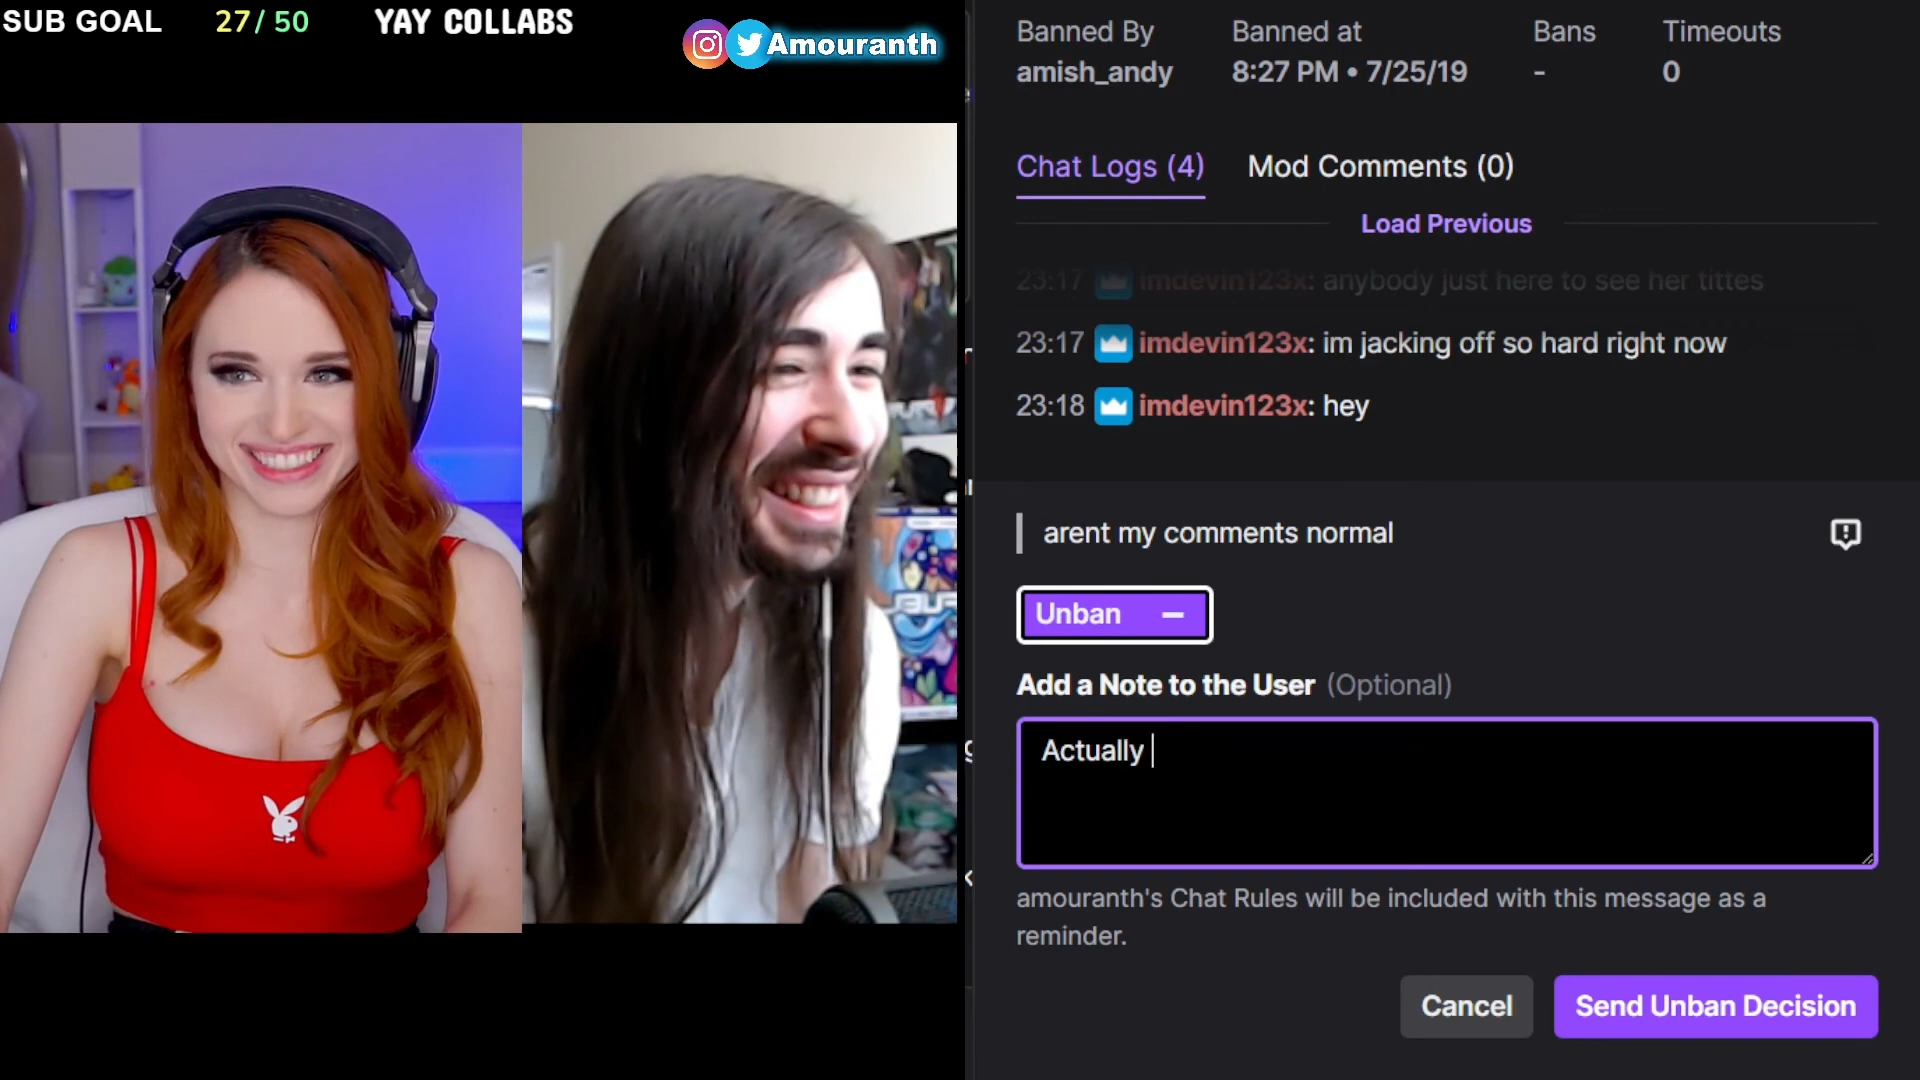 SUB GOAL 27/ 50 YAY COLLABS
Amouranth
Banned By Banned at Bans Timeouts
amish_andy 8:27 PM • 7/25/19 - 0
Chat Logs (4) Mod Comments (0)
Load Previous
23:17 imdevin123x: anybody just here to see her tittes
23:17 imdevin123x: im jacking off so hard right now
23:18 imdevin123x: hey
arent my comments normal
Unban
Add a Note to the User (Optional)
Actually
amouranth's Chat Rules will be included with this message as a
reminder.
Cancel Send Unban Decision